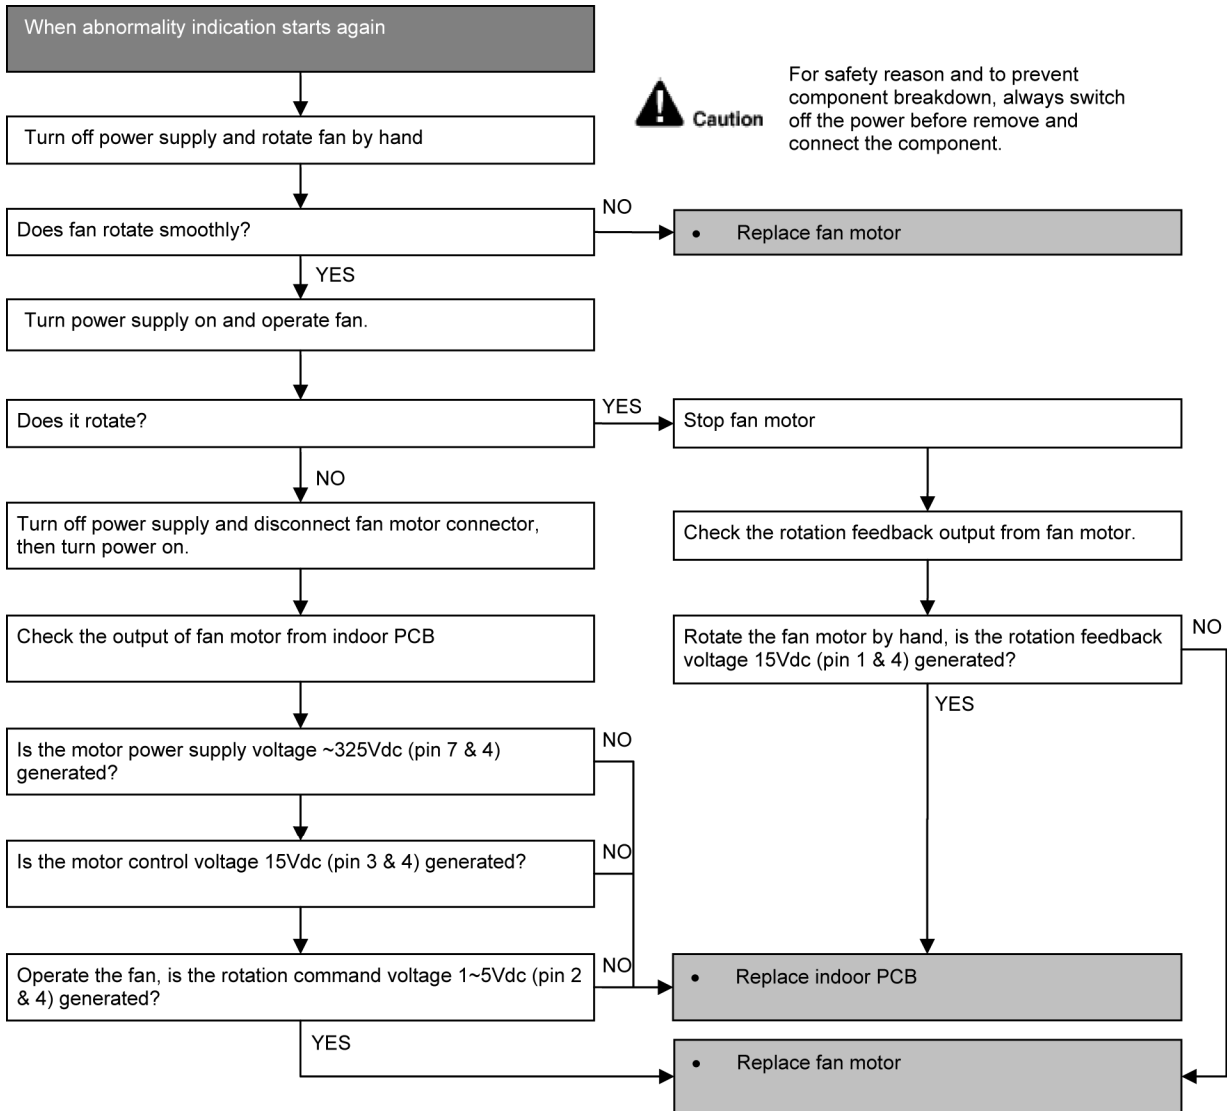 When abnormality indication starts again
For safety reason and to prevent
component breakdown, always switch
off the power before remove and
connect the component.
Caution
Turn off power supply and rotate fan by hand
Does fan rotate smoothly?
NO
• Replace fan motor
YES
Turn power supply on and operate fan.
Does it rotate?
YES
Stop fan motor
NO
Turn off power supply and disconnect fan motor connector,
then turn power on.
Check the rotation feedback output from fan motor.
Check the output of fan motor from indoor PCB
Rotate the fan motor by hand, is the rotation feedback
voltage 15Vdc (pin 1 & 4) generated?
NO
YES
Is the motor power supply voltage ~325Vdc (pin 7 & 4)
generated?
NO
Is the motor control voltage 15Vdc (pin 3 & 4) generated?
NO
Operate the fan, is the rotation command voltage 1~5Vdc (pin 2
& 4) generated?
NO
• Replace indoor PCB
YES
• Replace fan motor